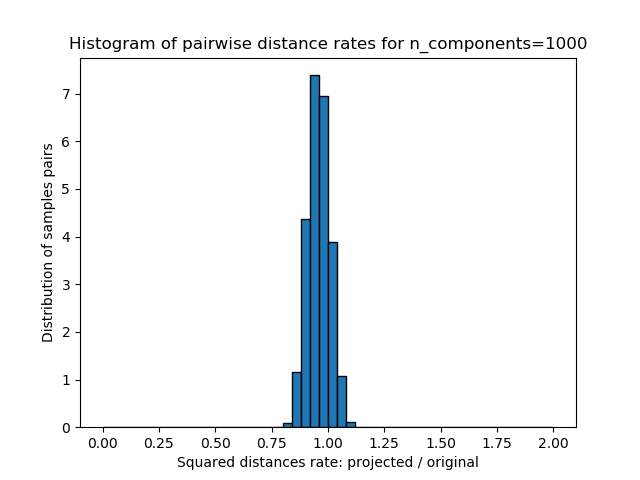 Histogram of pairwise distance rates for n_components=1000
Distribution of samples pairs
7
6
5
4
3
2
1
0
0.00 0.25 0.50 0.75 1.00 1.25 1.50 1.75 2.00
Squared distances rate: projected / original